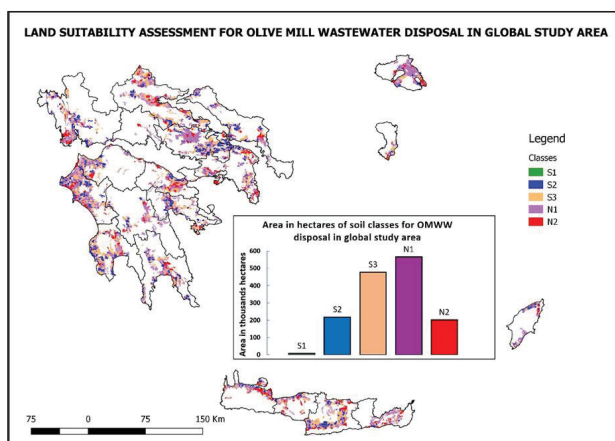 LAND SUITABILITY ASSESSMENT FOR OLIVE MILL WASTEWATER DISPOSAL IN GLOBAL STUDY AREA
Legend
Classes
S1
S2
S3
N1
N2
Area in hectares of soil classes for OMWW
disposal in global study area
Area in thousands hectares
600
500
400
300
200
100
0
S1
S2
S3
N1
N2
75 0 75 150 Km